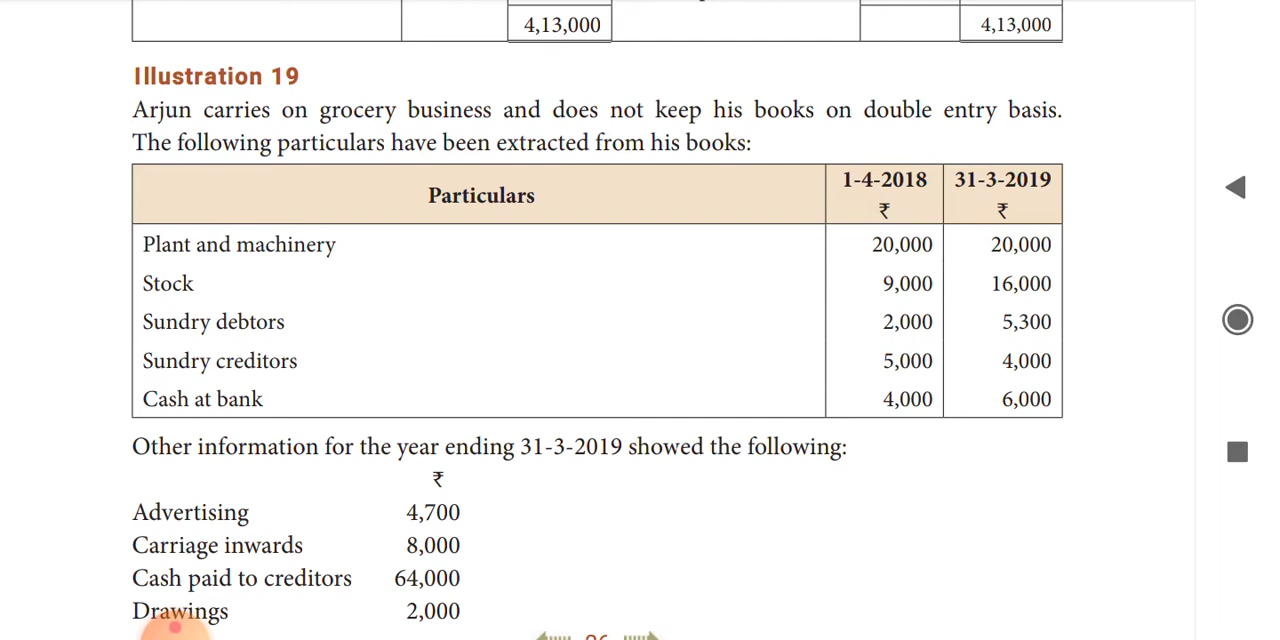 4,13,000 4,13,000
Illustration 19
Arjun carries on grocery business and does not keep his books on double entry basis.
The following particulars have been extracted from his books:
Particulars 1-4-2018 ₹ 31-3-2019 ₹
Plant and machinery 20,000 20,000
Stock 9,000 16,000
Sundry debtors 2,000 5,300
Sundry creditors 5,000 4,000
Cash at bank 4,000 6,000
Other information for the year ending 31-3-2019 showed the following:
₹
Advertising 4,700
Carriage inwards 8,000
Cash paid to creditors 64,000
Drawings 2,000